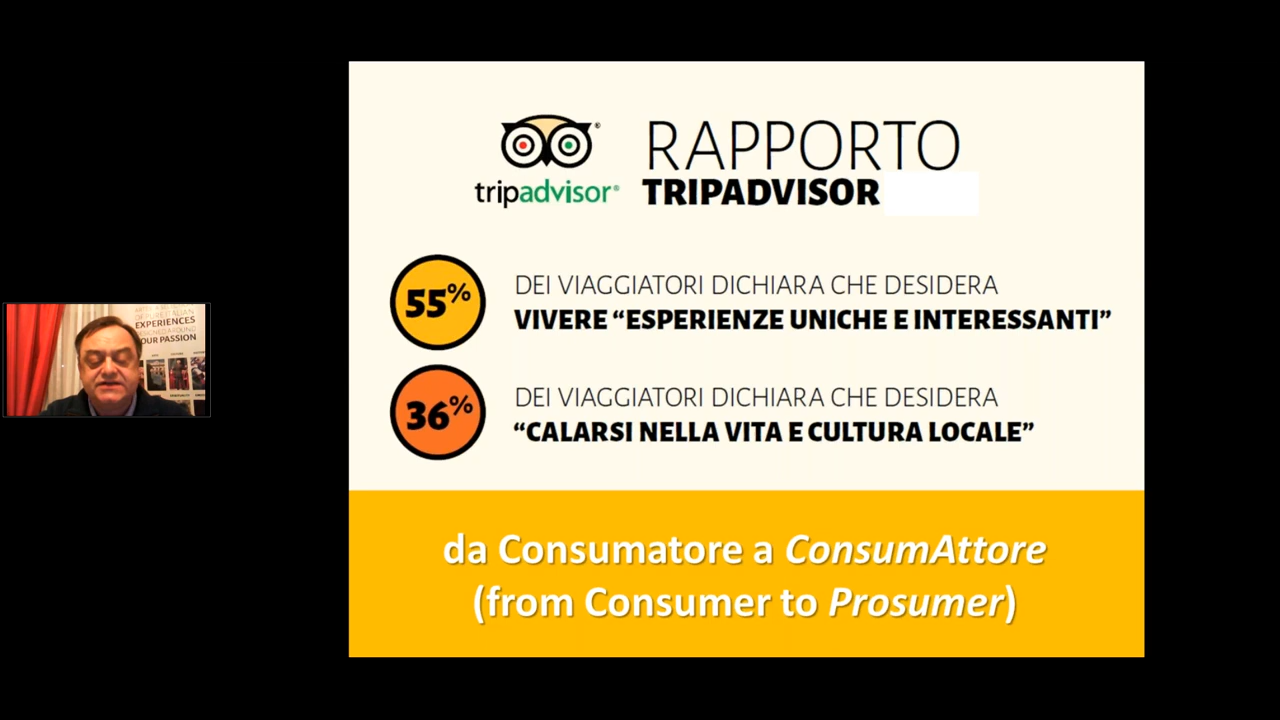 RAPPORTO
tripadvisor®
TRIPADVISOR
55%
DEI VIAGGIATORI DICHIARA CHE DESIDERA
VIVERE “ESPERIENZE UNICHE E INTERESSANTI”
36%
DEI VIAGGIATORI DICHIARA CHE DESIDERA
“CALARSI NELLA VITA E CULTURA LOCALE”
da Consumatore a ConsumAttore
(from Consumer to Prosumer)
EXPERIENCES
OUR PASSION